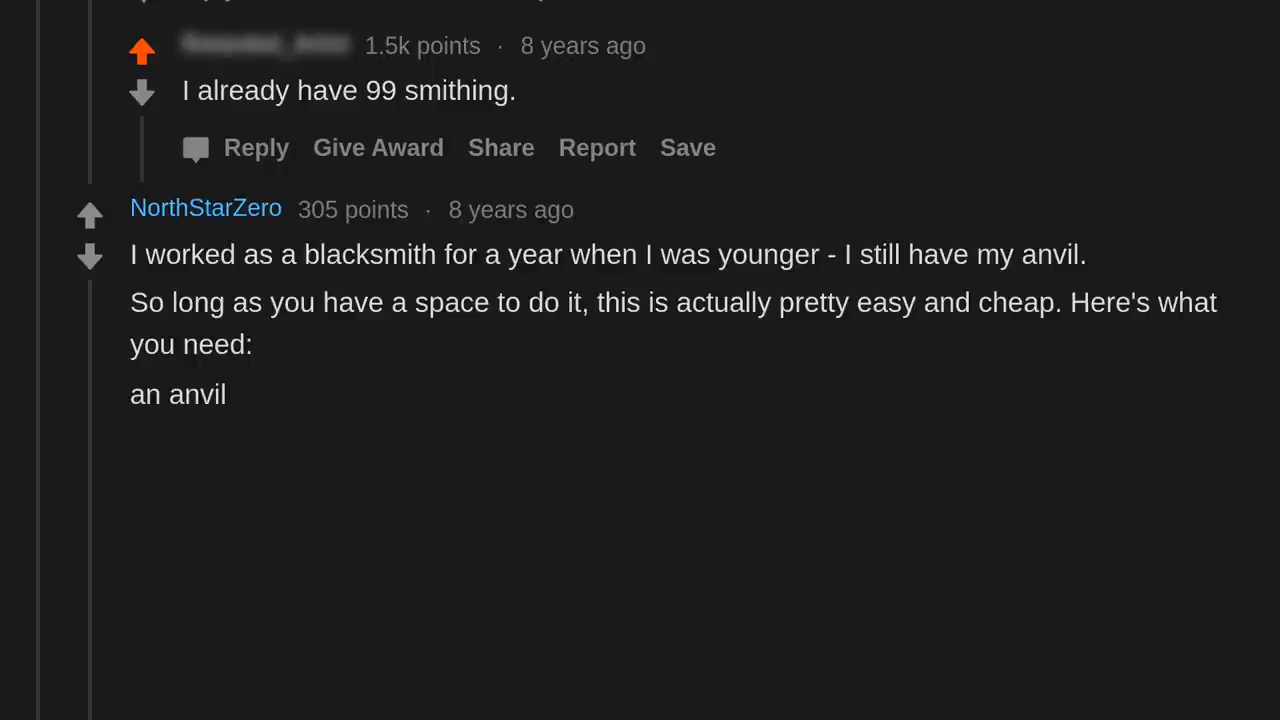 1.5k points · 8 years ago
I already have 99 smithing.
Reply Give Award Share Report Save
NorthStarZero 305 points · 8 years ago
I worked as a blacksmith for a year when I was younger - I still have my anvil.
So long as you have a space to do it, this is actually pretty easy and cheap. Here's what
you need:
an anvil